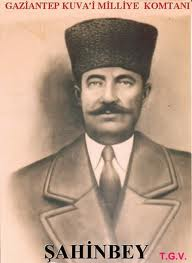 GAZİANTEP KUVA'İ MİLLİYE KOMTANI
ŞAHİNBEY
T.G.V.